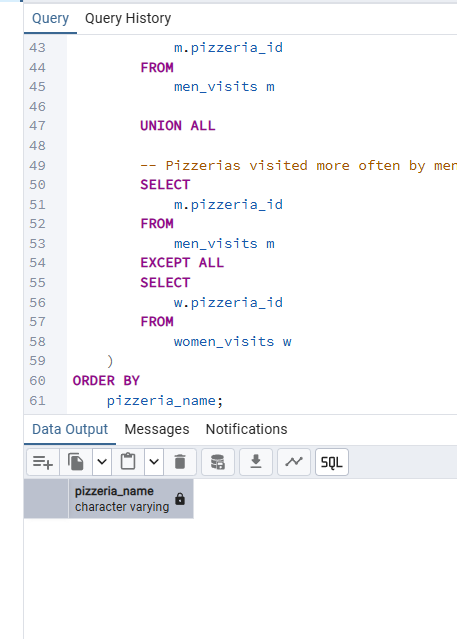 Query Query History
43 m.pizzeria_id
44 FROM
45 men_visits m
46
47 UNION ALL
48
49 -- Pizzerias visited more often by men
50 SELECT
51 m.pizzeria_id
52 FROM
53 men_visits m
54 EXCEPT ALL
55 SELECT
56 w.pizzeria_id
57 FROM
58 women_visits w
59 )
60 ORDER BY
61 pizzeria_name;
Data Output Messages Notifications
SQL
pizzeria_name
character varying